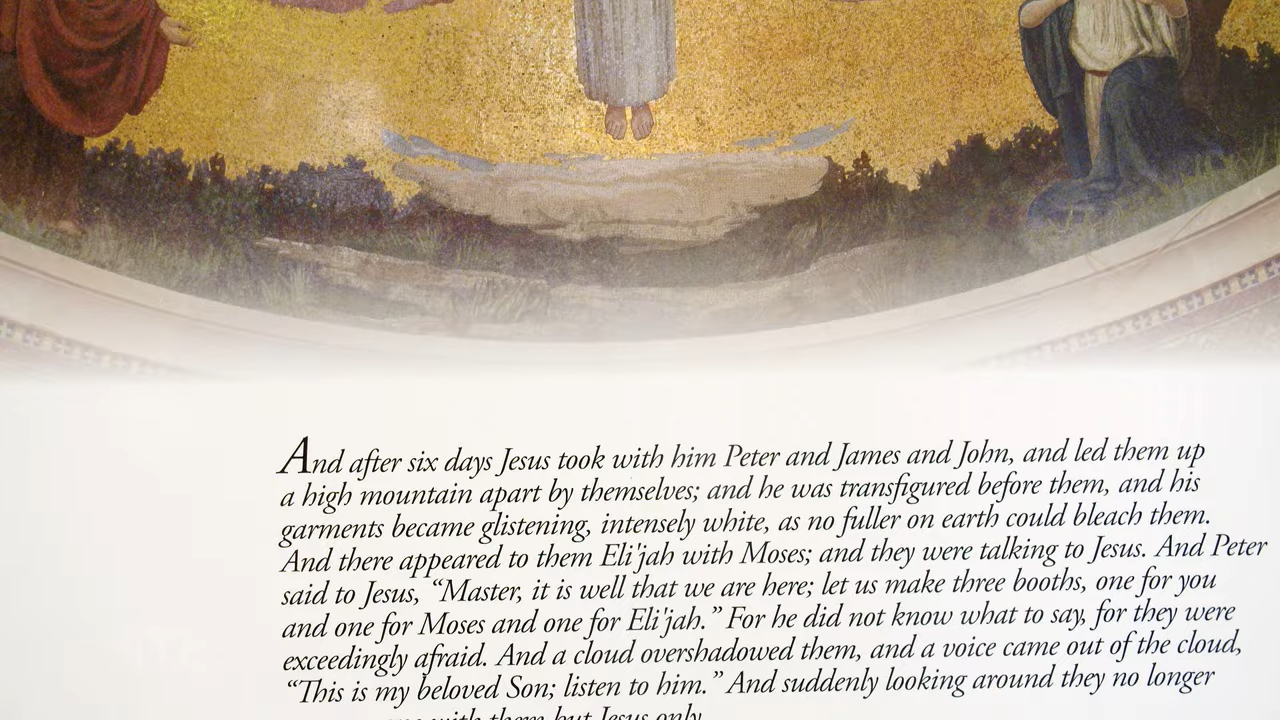 And after six days Jesus took with him Peter and James and John, and led them up
a high mountain apart by themselves; and he was transfigured before them, and his
garments became glistening, intensely white, as no fuller on earth could bleach them.
And there appeared to them Eli'jah with Moses; and they were talking to Jesus. And Peter
said to Jesus, “Master, it is well that we are here; let us make three booths, one for you
and one for Moses and one for Eli'jah.” For he did not know what to say, for they were
exceedingly afraid. And a cloud overshadowed them, and a voice came out of the cloud,
“This is my beloved Son; listen to him.” And suddenly looking around they no longer
with them but Jesus only.